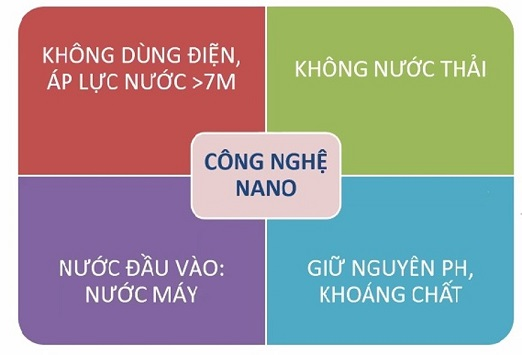 KHÔNG DÙNG ĐIỆN,
ÁP LỰC NƯỚC >7M
KHÔNG NƯỚC THẢI
CÔNG NGHỆ
NANO
NƯỚC ĐẦU VÀO:
NƯỚC MÁY
GIỮ NGUYÊN PH,
KHOÁNG CHẤT